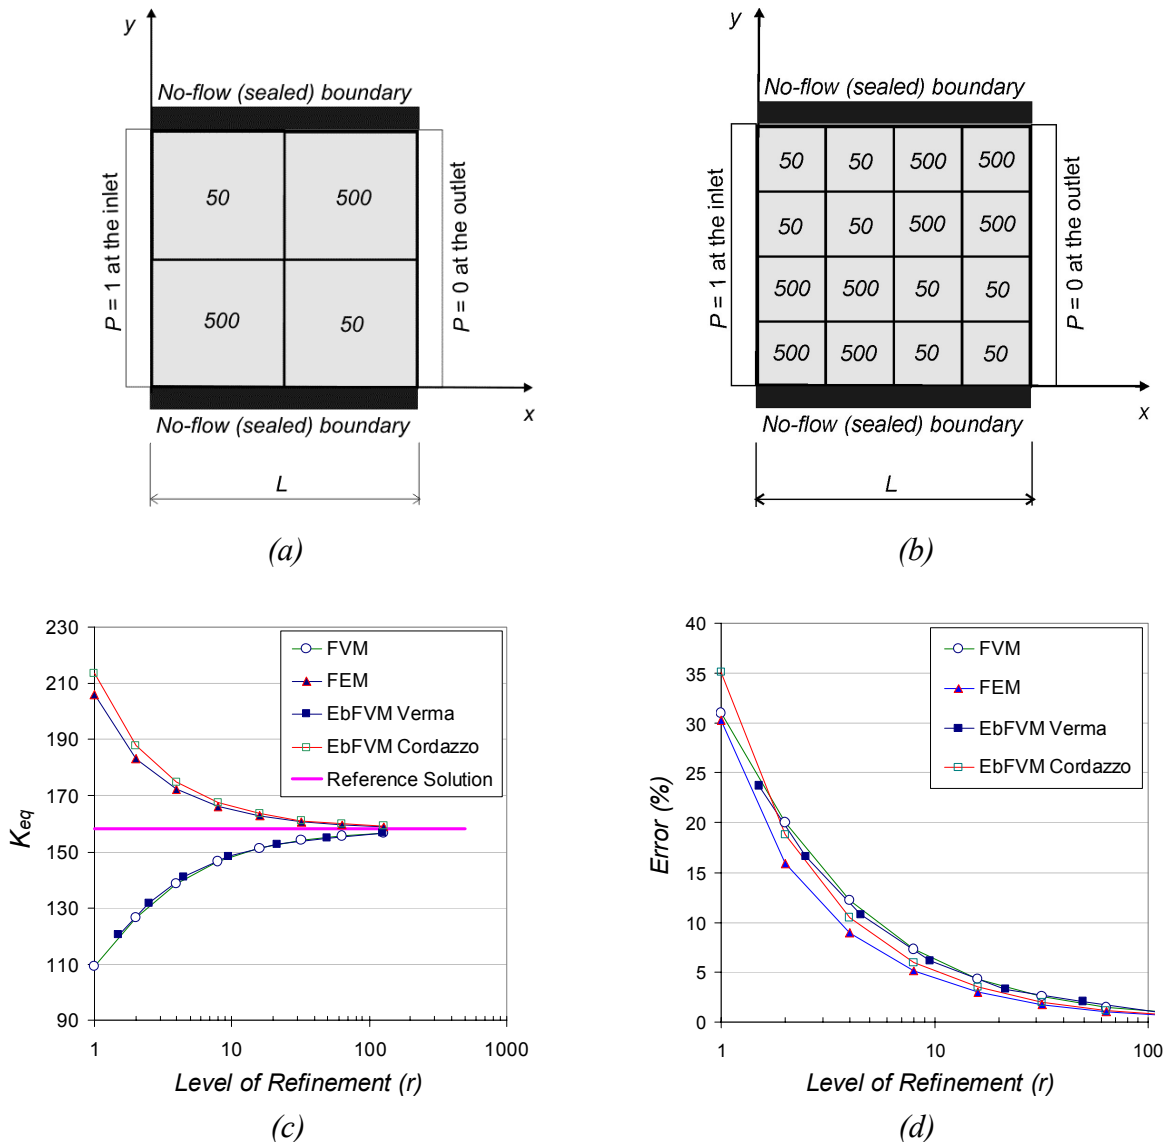 y
No-flow (sealed) boundary
P = 1 at the inlet
50 500
500 50
P = 0 at the outlet
x
No-flow (sealed) boundary
L
(a)
y
No-flow (sealed) boundary
P = 1 at the inlet
50 50 500 500
50 50 500 500
500 500 50 50
500 500 50 50
P = 0 at the outlet
x
No-flow (sealed) boundary
L
(b)
Keq
230
210
190
170
150
130
110
90
FVM
FEM
EbFVM Verma
EbFVM Cordazzo
Reference Solution
1 10 100 1000
Level of Refinement (r)
(c)
Error (%)
40
35
30
25
20
15
10
5
0
FVM
FEM
EbFVM Verma
EbFVM Cordazzo
1 10 100
Level of Refinement (r)
(d)